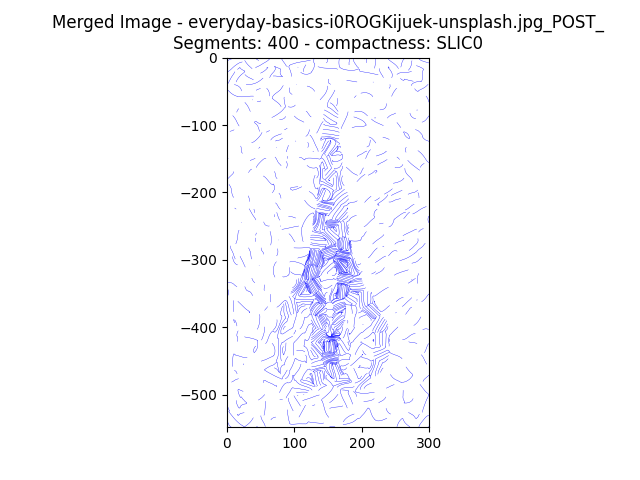 Merged Image - everyday-basics-i0ROGKijuek-unsplash.jpg_POST_
Segments: 400 - compactness: SLIC0
0
−100
−200
−300
−400
−500
0 100 200 300